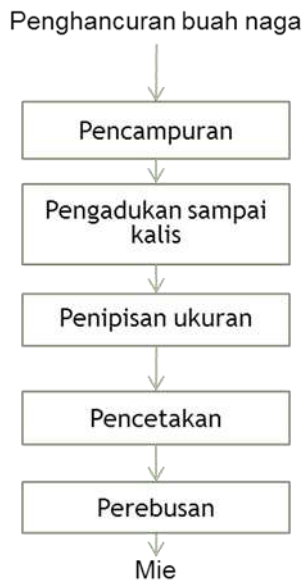 Penghancuran buah naga
Pencampuran
Pengadukan sampai
kalis
Penipisan ukuran
Pencetakan
Perebusan
Mie